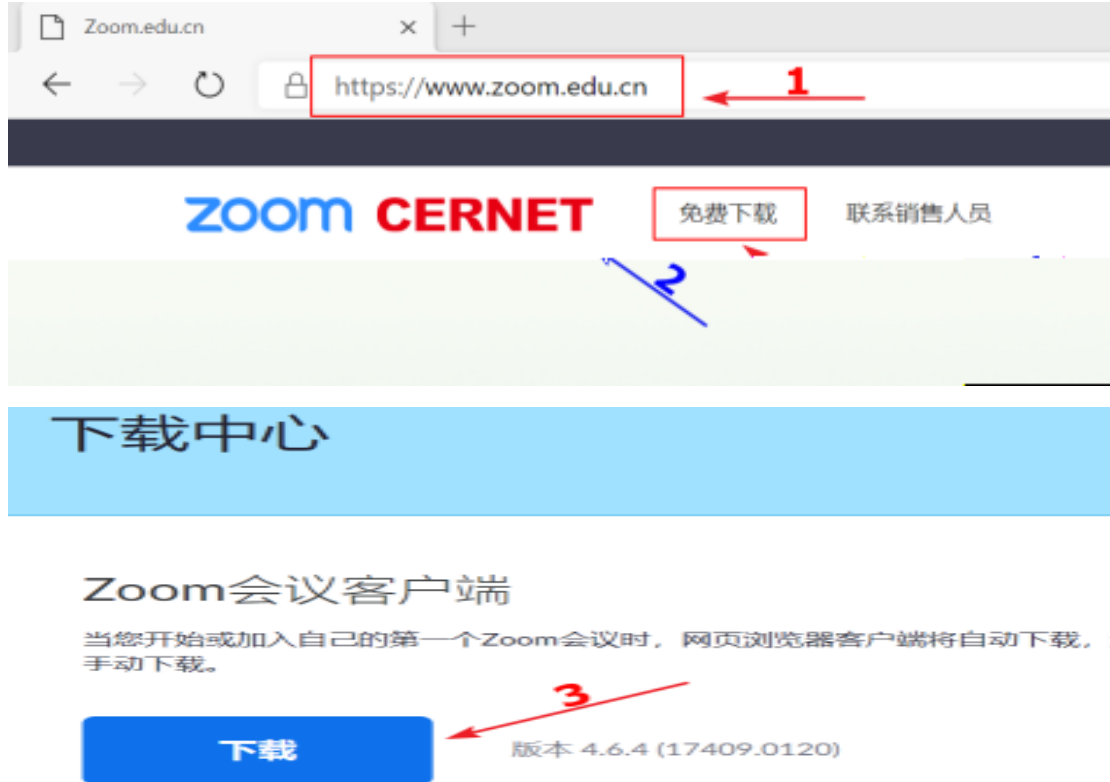 Zoom.edu.cn
https://www.zoom.edu.cn
1
zoom CERNET 免费下载 联系销售人员
2
下载中心
Zoom会议客户端
当您开始或加入自己的第一个Zoom会议时，网页浏览器客户端将自动下载，
手动下载。
3
下载 版本 4.6.4 (17409.0120)